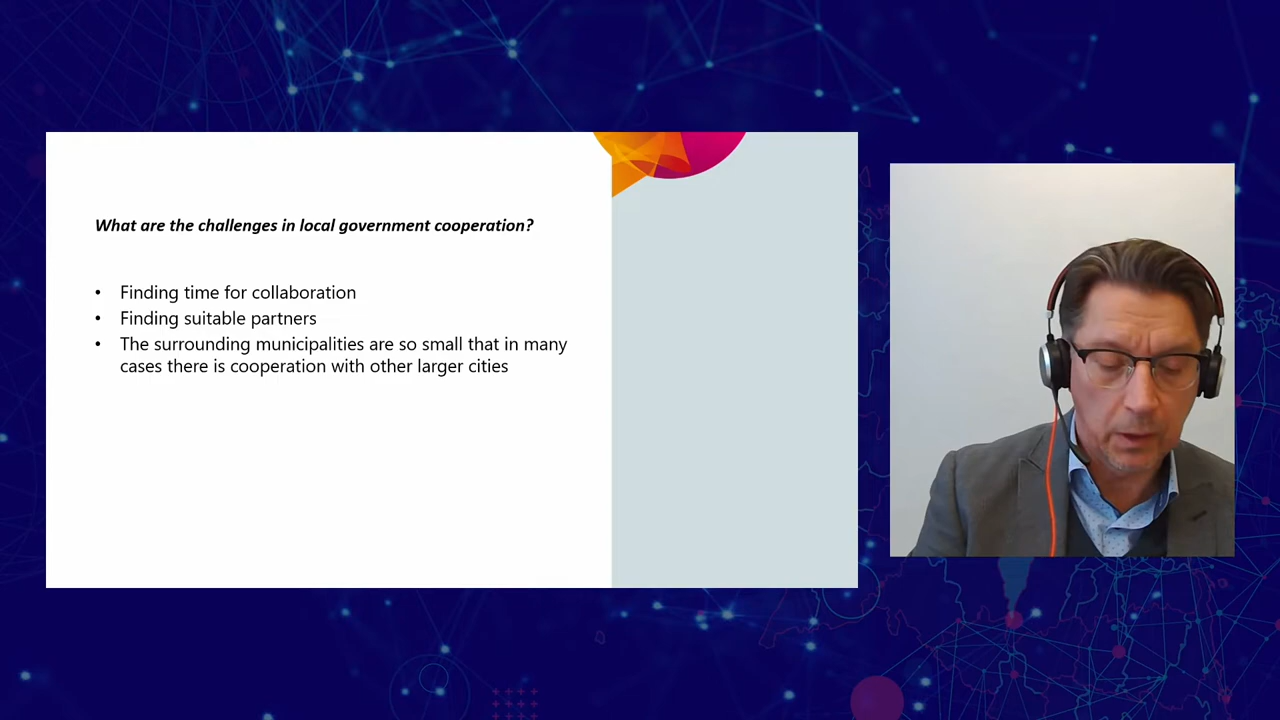 What are the challenges in local government cooperation?
• Finding time for collaboration
• Finding suitable partners
• The surrounding municipalities are so small that in many
cases there is cooperation with other larger cities